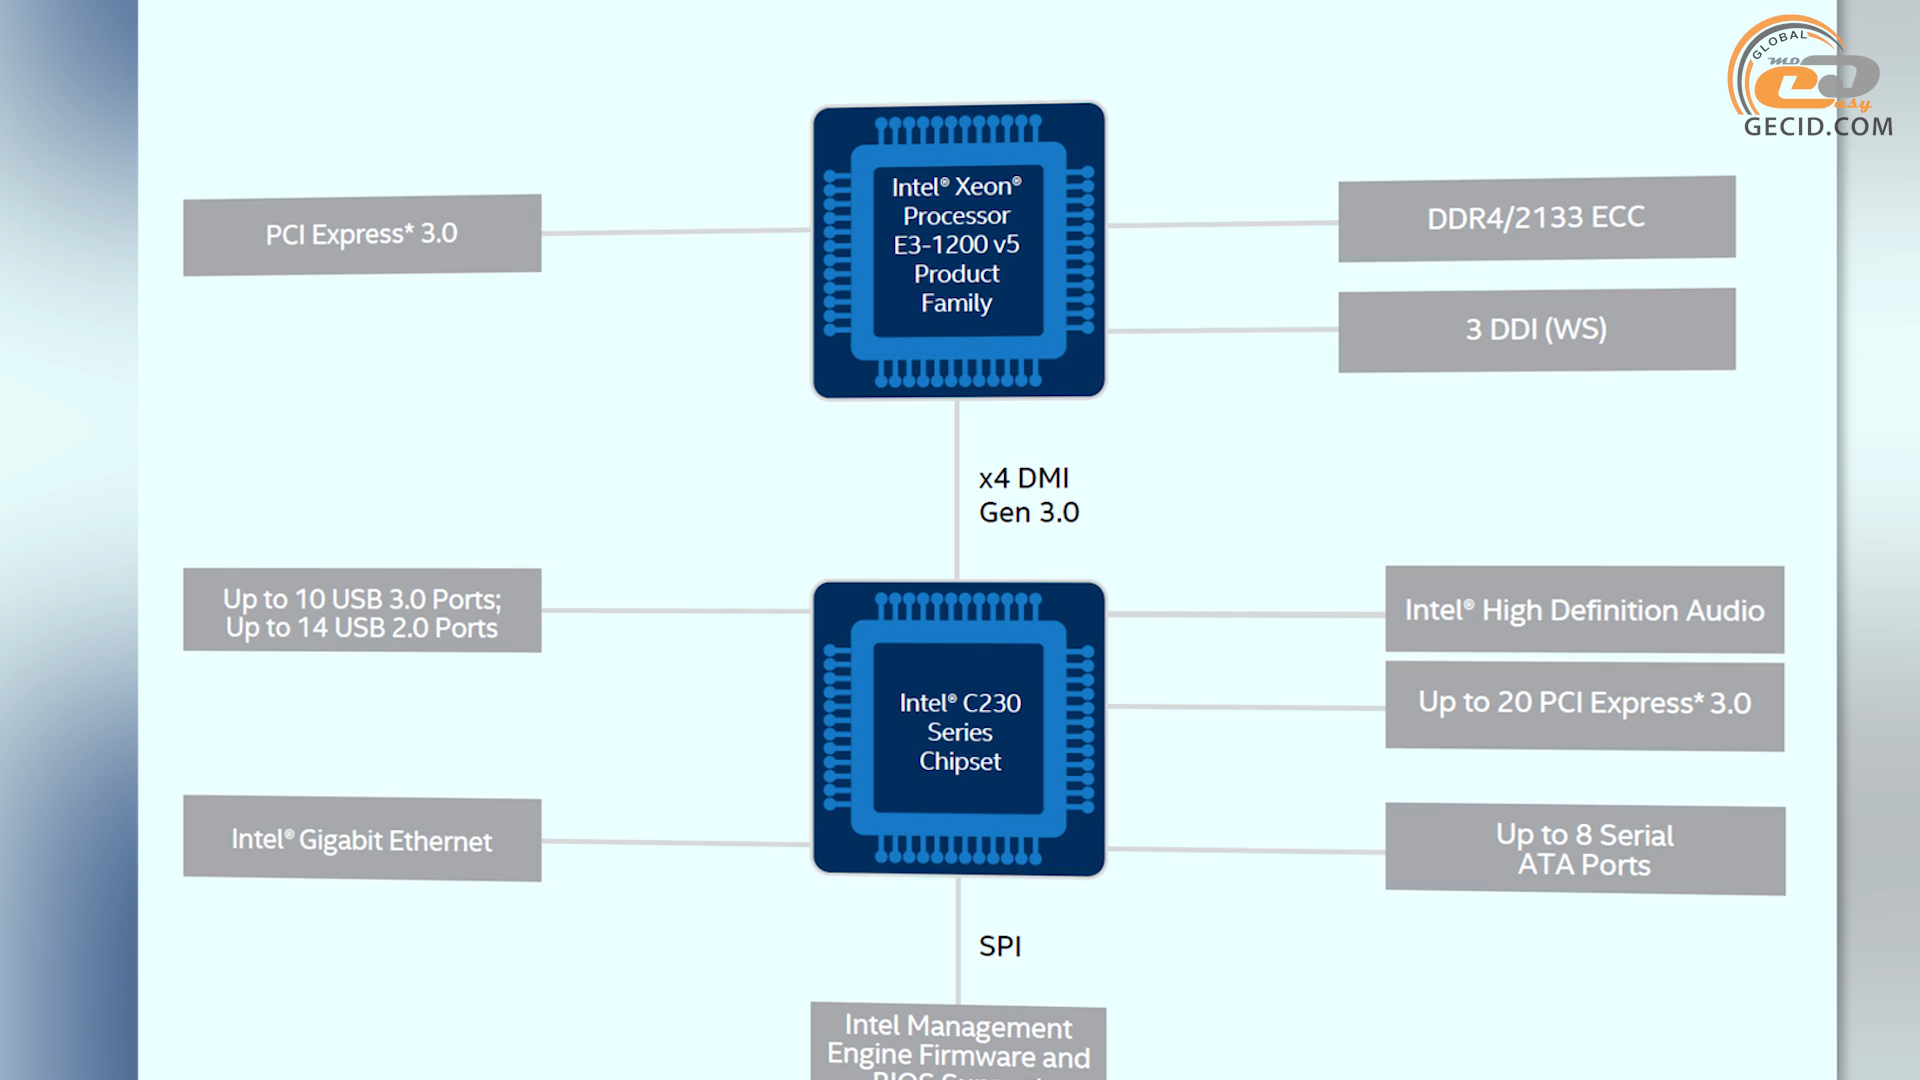 GLOBAL
mo
easy
GECID.COM
Intel® Xeon®
Processor
E3-1200 v5
Product
Family
PCI Express* 3.0
DDR4/2133 ECC
3 DDI (WS)
x4 DMI
Gen 3.0
Up to 10 USB 3.0 Ports;
Up to 14 USB 2.0 Ports
Intel® C230
Series
Chipset
Intel® High Definition Audio
Up to 20 PCI Express* 3.0
Intel® Gigabit Ethernet
Up to 8 Serial
ATA Ports
SPI
Intel Management
Engine Firmware and
BIOS Support